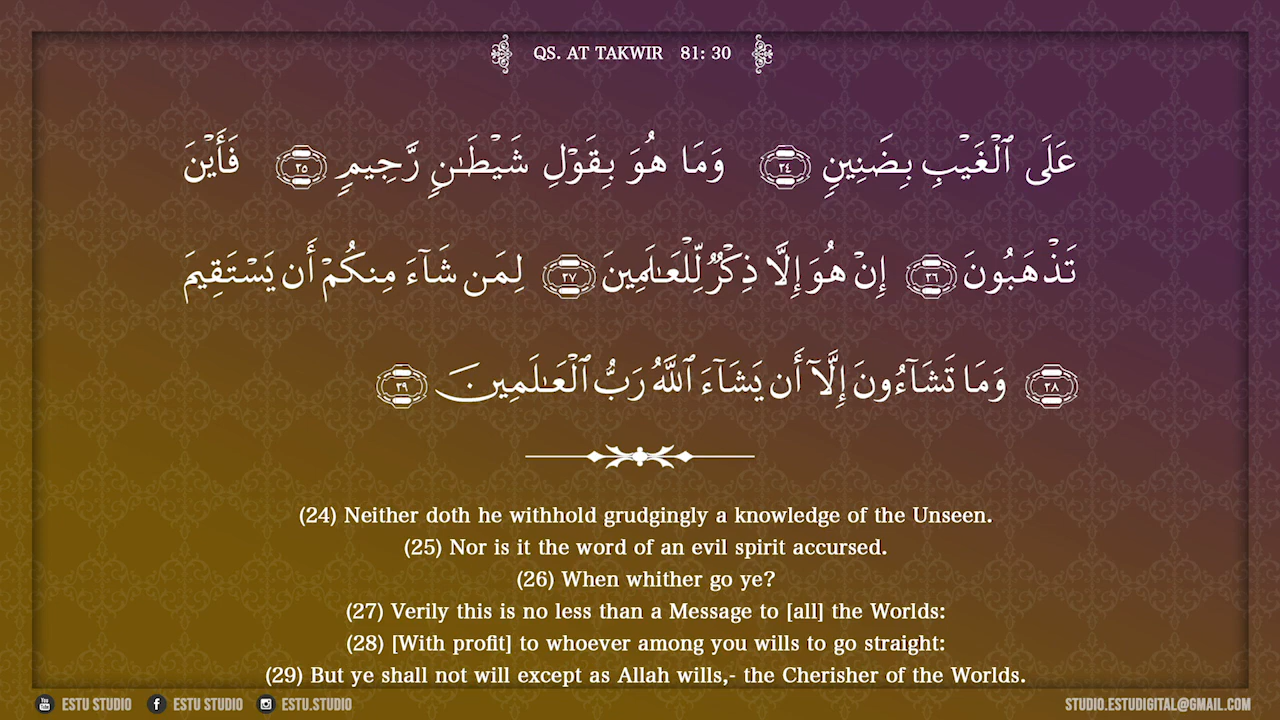 QS. AT TAKWIR 81: 30
عَلَى ٱلْغَيْبِ بِضَنِينٍ ٢٤ وَمَا هُوَ بِقَوْلِ شَيْطَـٰنٍ رَّجِيمٍ ٢٥ فَأَيْنَ
تَذْهَبُونَ ٢٦ إِنْ هُوَ إِلَّا ذِكْرٌ لِّلْعَـٰلَمِينَ ٢٧ لِمَن شَآءَ مِنكُمْ أَن يَسْتَقِيمَ
٢٨ وَمَا تَشَآءُونَ إِلَّآ أَن يَشَآءَ ٱللَّهُ رَبُّ ٱلْعَـٰلَمِينَ ٢٩
(24) Neither doth he withhold grudgingly a knowledge of the Unseen.
(25) Nor is it the word of an evil spirit accursed.
(26) When whither go ye?
(27) Verily this is no less than a Message to [all] the Worlds:
(28) [With profit] to whoever among you wills to go straight:
(29) But ye shall not will except as Allah wills,- the Cherisher of the Worlds.
ESTU STUDIO ESTU STUDIO ESTU.STUDIO STUDIO.ESTUDIGITAL@GMAIL.COM